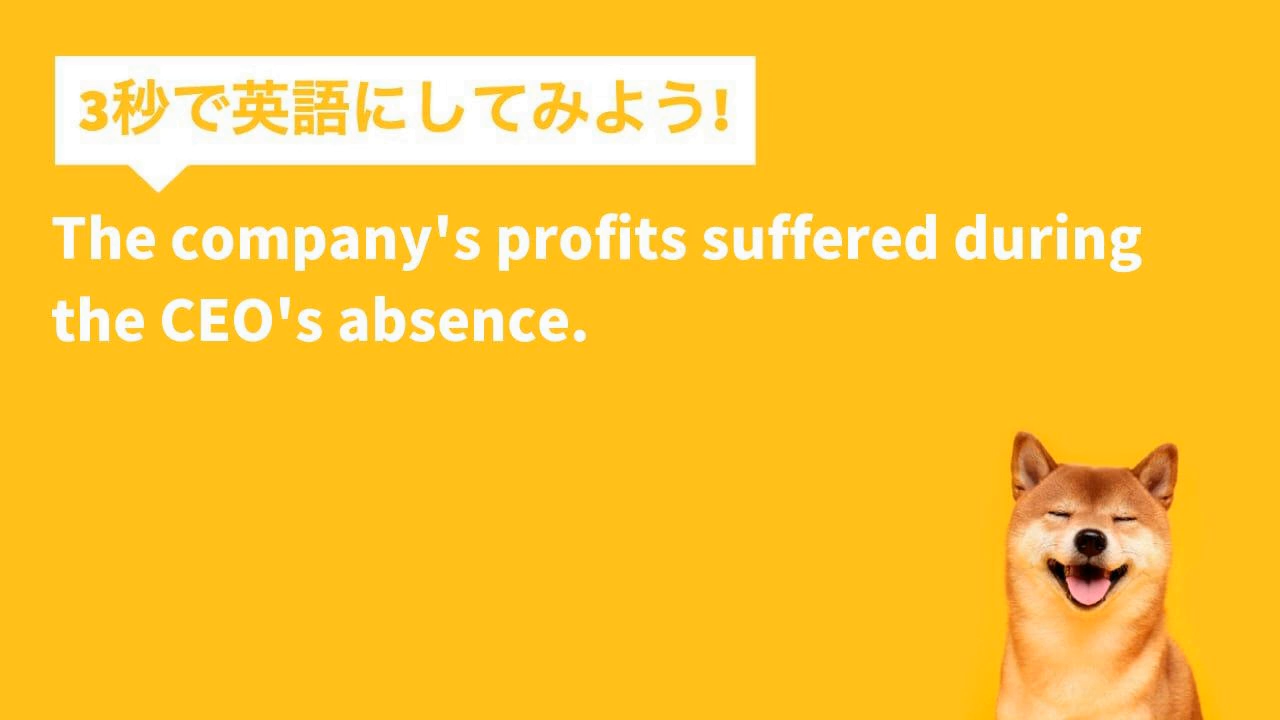 3秒で英語にしてみよう!
The company's profits suffered during
the CEO's absence.